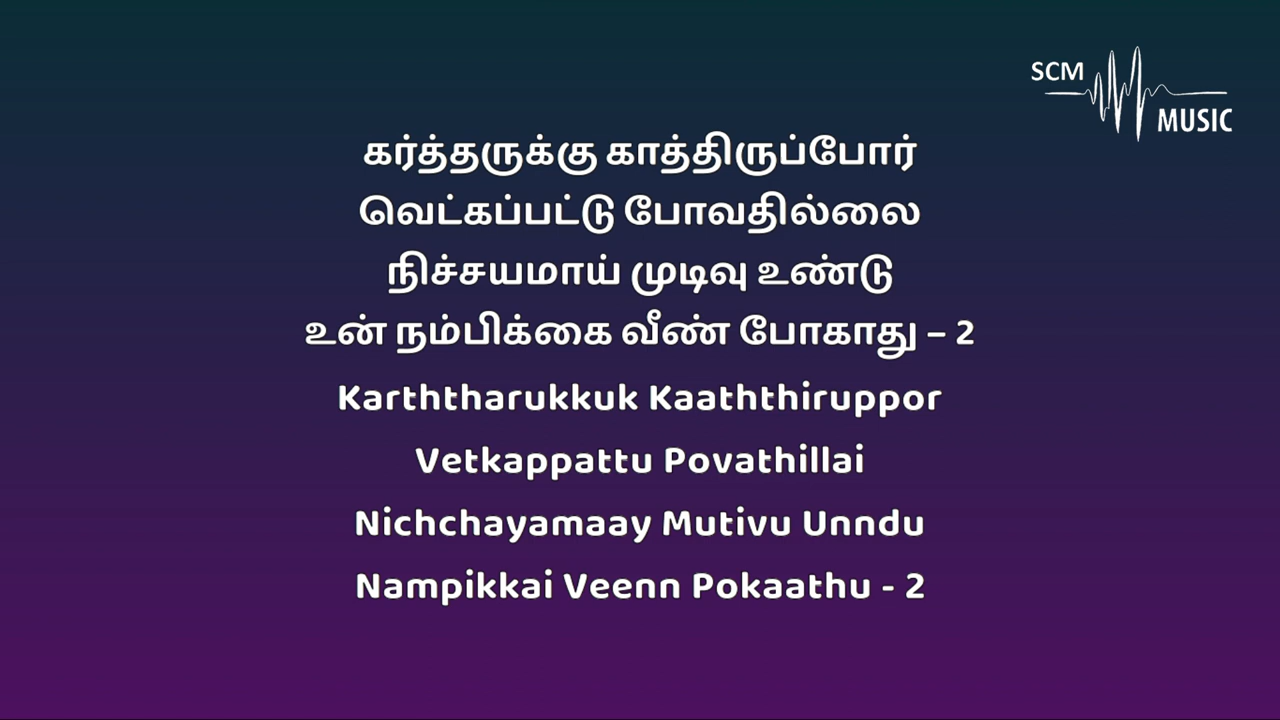 SCM
MUSIC
கர்த்தருக்கு காத்திருப்போர்
வெட்கப்பட்டு போவதில்லை
நிச்சயமாய் முடிவு உண்டு
உன் நம்பிக்கை வீண் போகாது – 2
Karththarukkuk Kaaththiruppor
Vetkappattu Povathillai
Nichchayamaay Mutivu Unndu
Nampikkai Veenn Pokaathu - 2